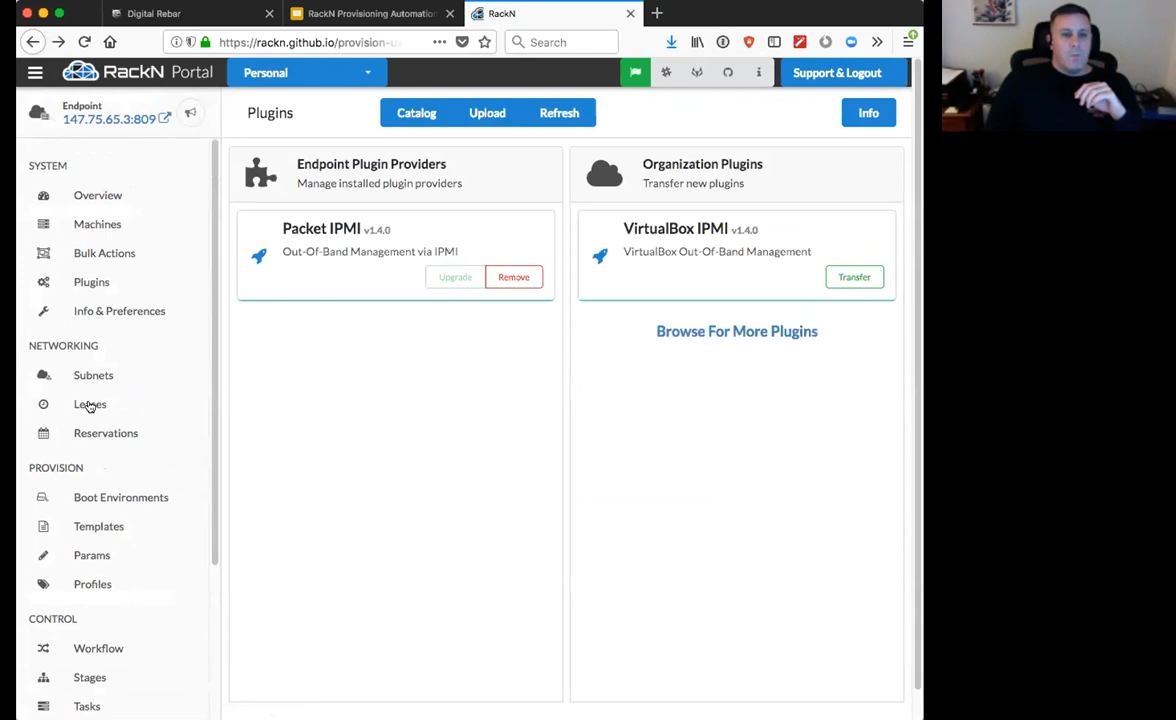 Digital Rebar
RackN Provisioning Automation
RackN
https://rackn.github.io/provision-u
Search
RackN Portal
Personal
Support & Logout
Endpoint
147.75.65.3:809
Plugins
Catalog
Upload
Refresh
Info
SYSTEM
Overview
Machines
Bulk Actions
Plugins
Info & Preferences
NETWORKING
Subnets
Leases
Reservations
PROVISION
Boot Environments
Templates
Params
Profiles
CONTROL
Workflow
Stages
Tasks
Endpoint Plugin Providers
Manage installed plugin providers
Packet IPMI v1.4.0
Out-Of-Band Management via IPMI
Upgrade
Remove
Organization Plugins
Transfer new plugins
VirtualBox IPMI v1.4.0
VirtualBox Out-Of-Band Management
Transfer
Browse For More Plugins